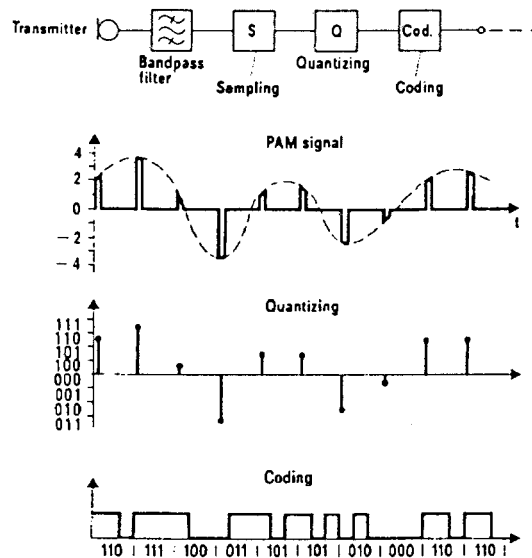 Transmitter
S
Q
Cod.
Bandpass
filter
Quantizing
Sampling
Coding
PAM signal
4
2
0
-2
-4
t
Quantizing
111
110
101
100
000
001
010
011
Coding
110 | 111 | 100 | 011 | 101 | 101 | 010 | 000 | 110 | 110 |